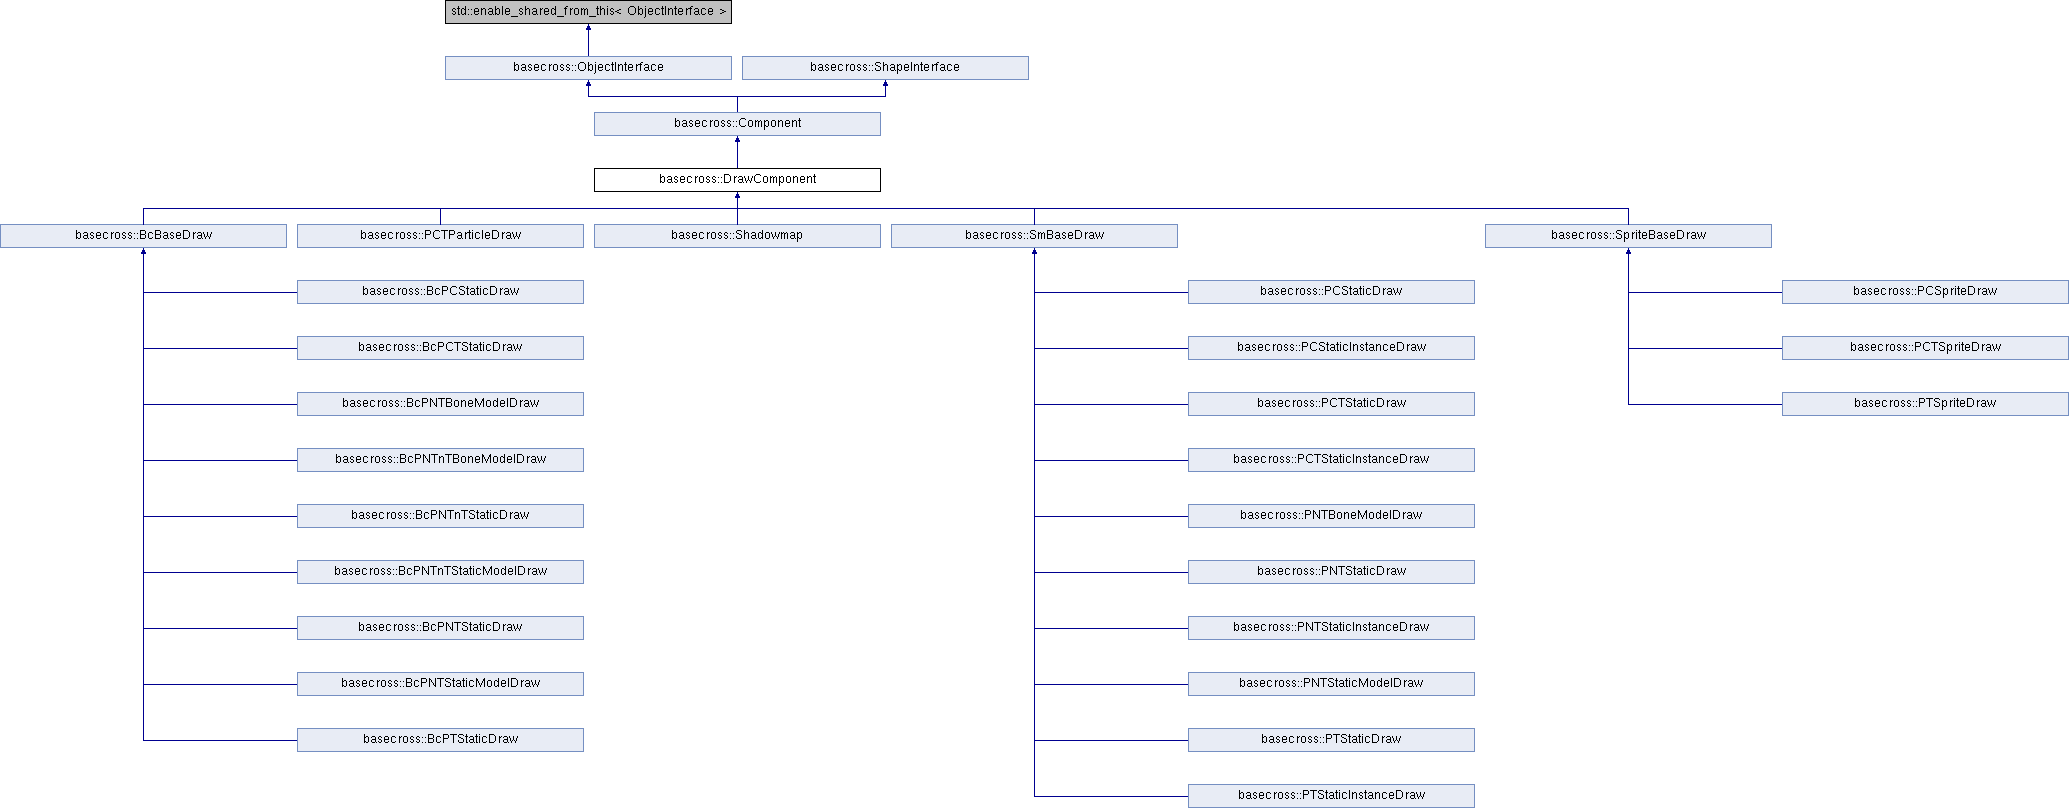 std::enable_shared_from_this< ObjectInterface >
basecross::ObjectInterface
basecross::ShapeInterface
basecross::Component
basecross::DrawComponent
basecross::BcBaseDraw
basecross::PCTParticleDraw
basecross::Shadowmap
basecross::SmBaseDraw
basecross::SpriteBaseDraw
basecross::BcPCStaticDraw
basecross::PCStaticDraw
basecross::PCSpriteDraw
basecross::BcPCTStaticDraw
basecross::PCStaticInstanceDraw
basecross::PCTSpriteDraw
basecross::BcPNTBoneModelDraw
basecross::PCTStaticDraw
basecross::PTSpriteDraw
basecross::BcPNTnTBoneModelDraw
basecross::PCTStaticInstanceDraw
basecross::BcPNTnTStaticDraw
basecross::PNTBoneModelDraw
basecross::BcPNTnTStaticModelDraw
basecross::PNTStaticDraw
basecross::BcPNTStaticDraw
basecross::PNTStaticInstanceDraw
basecross::BcPNTStaticModelDraw
basecross::PNTStaticModelDraw
basecross::BcPTStaticDraw
basecross::PTStaticDraw
basecross::PTStaticInstanceDraw